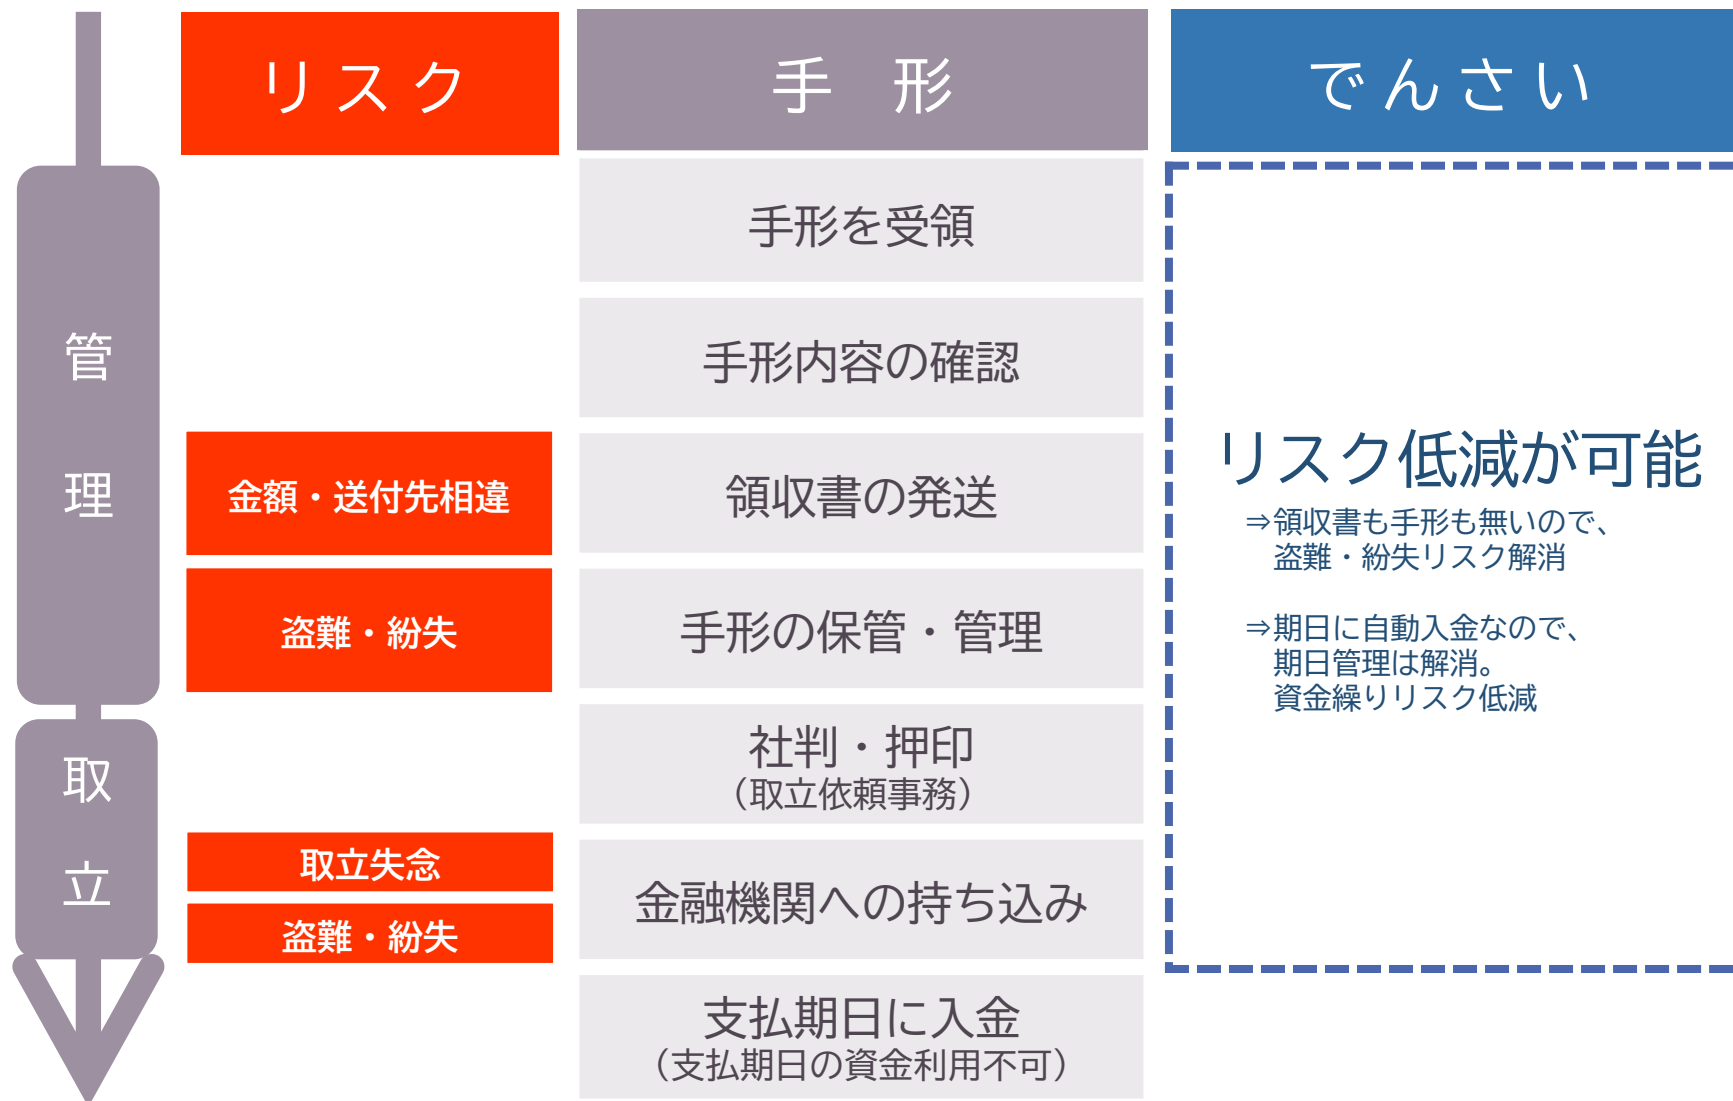 リスク
手　形
でんさい
管理
手形を受領
手形内容の確認
金額・送付先相違
領収書の発送
盗難・紛失
手形の保管・管理
取立
社判・押印
（取立依頼事務）
取立失念
盗難・紛失
金融機関への持ち込み
支払期日に入金
（支払期日の資金利用不可）
リスク低減が可能
⇒領収書も手形も無いので、
盗難・紛失リスク解消
⇒期日に自動入金なので、
期日管理は解消。
資金繰りリスク低減